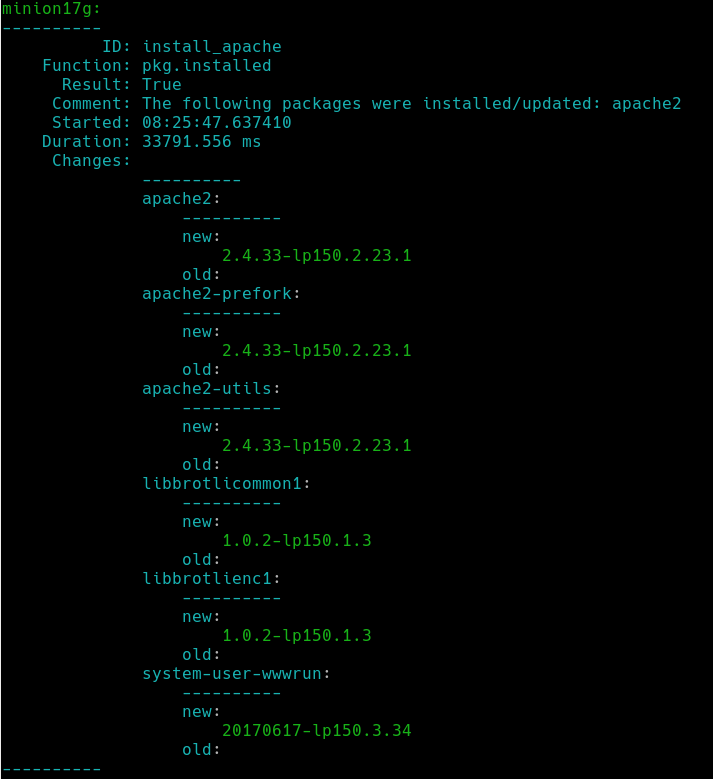 minion17g:
----------
          ID: install_apache
    Function: pkg.installed
      Result: True
     Comment: The following packages were installed/updated: apache2
     Started: 08:25:47.637410
    Duration: 33791.556 ms
     Changes:
              ----------
              apache2:
                  ----------
                  new:
                      2.4.33-lp150.2.23.1
                  old:
              apache2-prefork:
                  ----------
                  new:
                      2.4.33-lp150.2.23.1
                  old:
              apache2-utils:
                  ----------
                  new:
                      2.4.33-lp150.2.23.1
                  old:
              libbrotlicommon1:
                  ----------
                  new:
                      1.0.2-lp150.1.3
                  old:
              libbrotlienc1:
                  ----------
                  new:
                      1.0.2-lp150.1.3
                  old:
              system-user-wwwrun:
                  ----------
                  new:
                      20170617-lp150.3.34
                  old:
----------